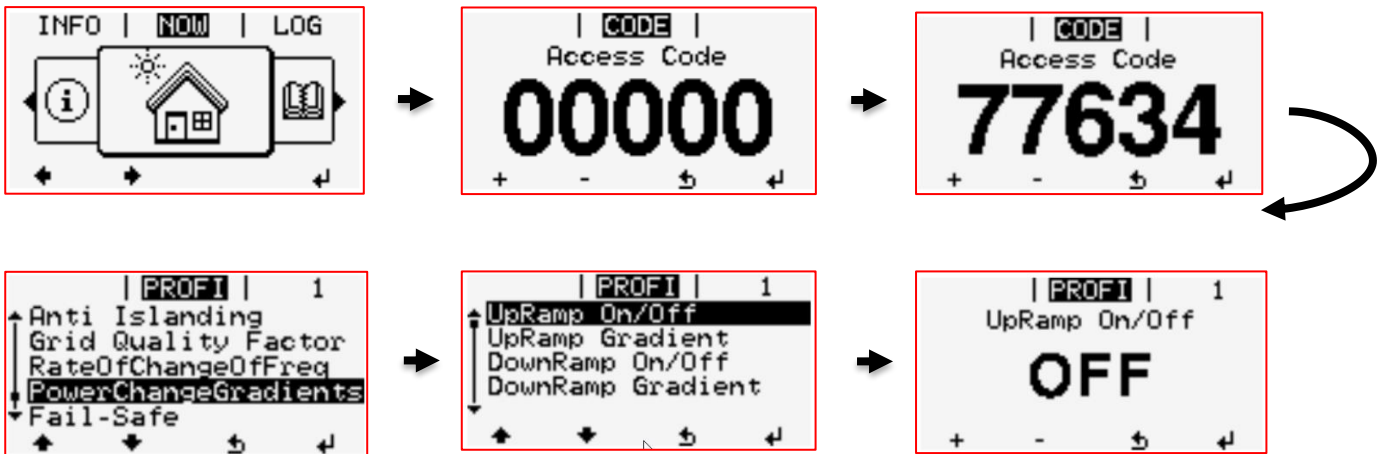 INFO | NOW | LOG
| CODE |
Access Code
00000
+ -
| CODE |
Access Code
77634
+ -
| PROFI | 1
Anti Islanding
Grid Quality Factor
RateOfChangeOfFreq
PowerChangeGradients
Fail-Safe
| PROFI | 1
UpRamp On/Off
UpRamp Gradient
DownRamp On/Off
DownRamp Gradient
| PROFI | 1
UpRamp On/Off
OFF
+ -